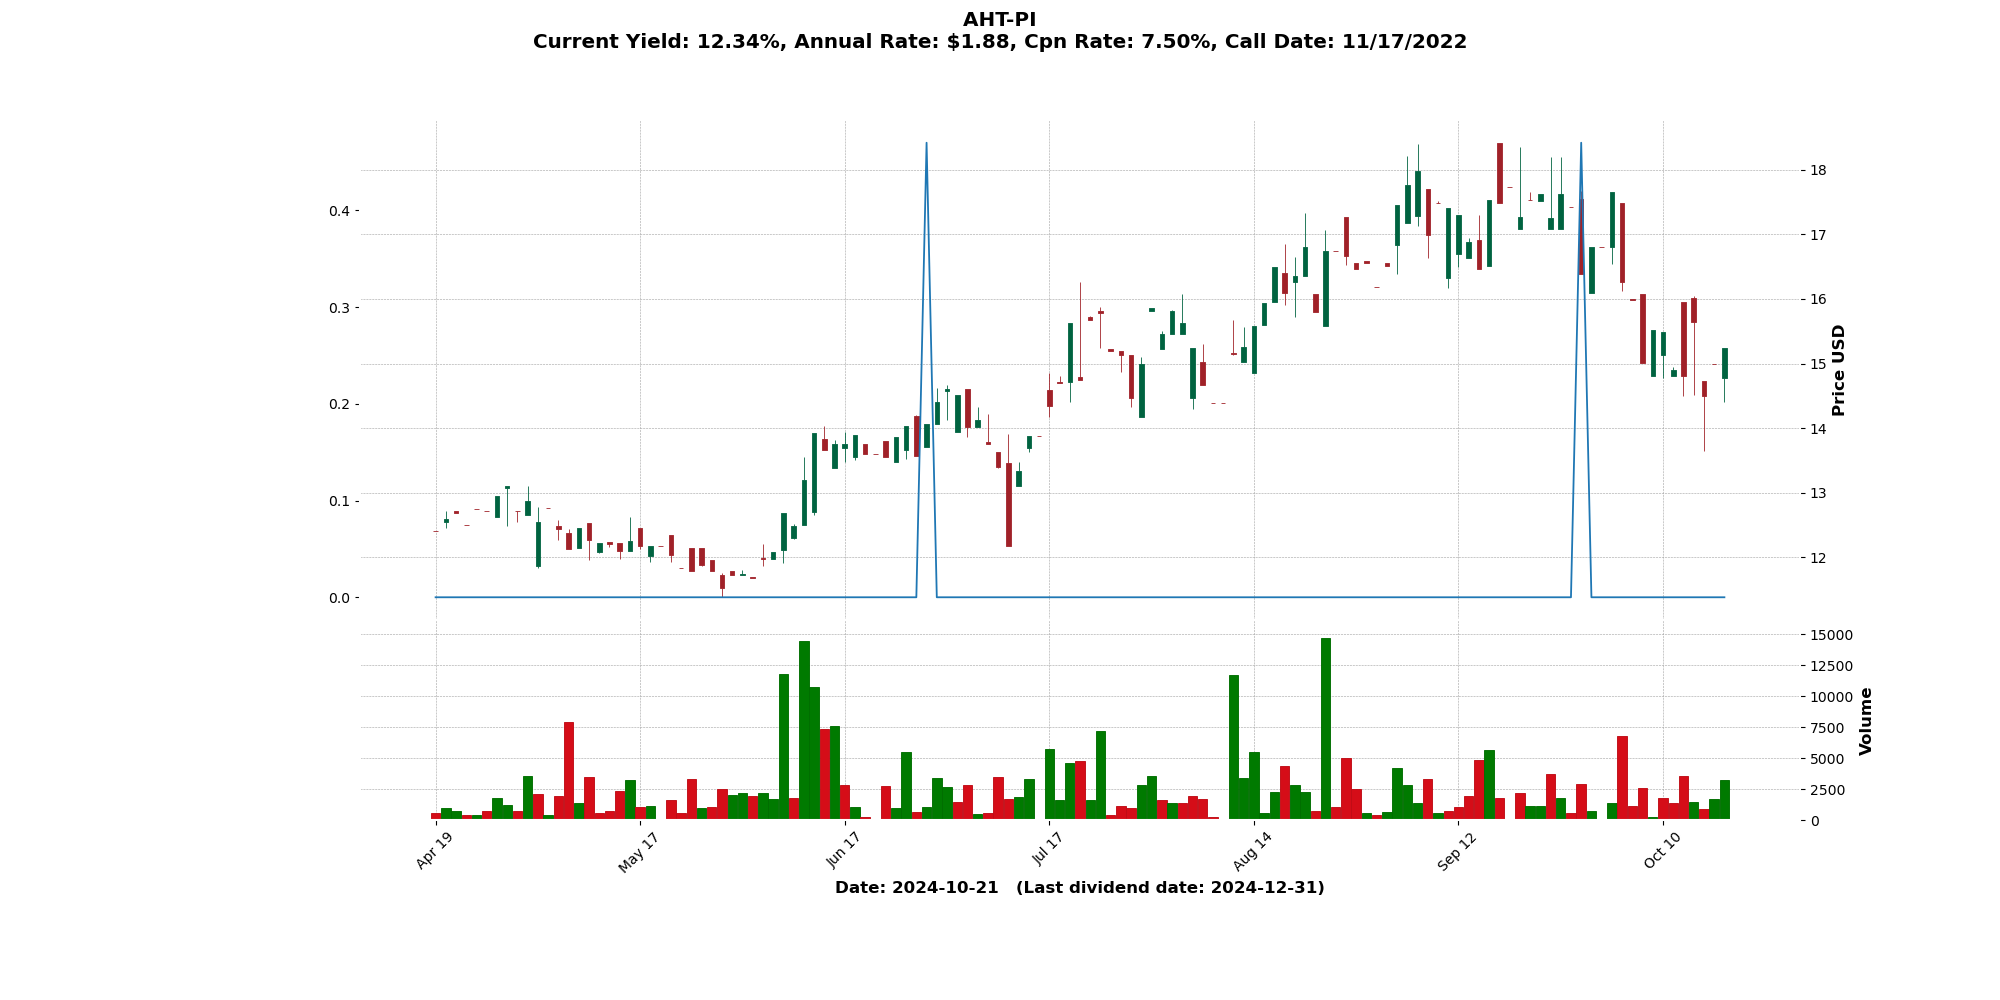 AHT-PI
Current Yield: 12.34%, Annual Rate: $1.88, Cpn Rate: 7.50%, Call Date: 11/17/2022
0.4
0.3
0.2
0.1
0.0
18
17
16
15
14
13
12
Price USD
15000
12500
10000
7500
5000
2500
0
Volume
Apr 19
May 17
Jun 17
Jul 17
Aug 14
Sep 12
Oct 10
Date: 2024-10-21   (Last dividend date: 2024-12-31)